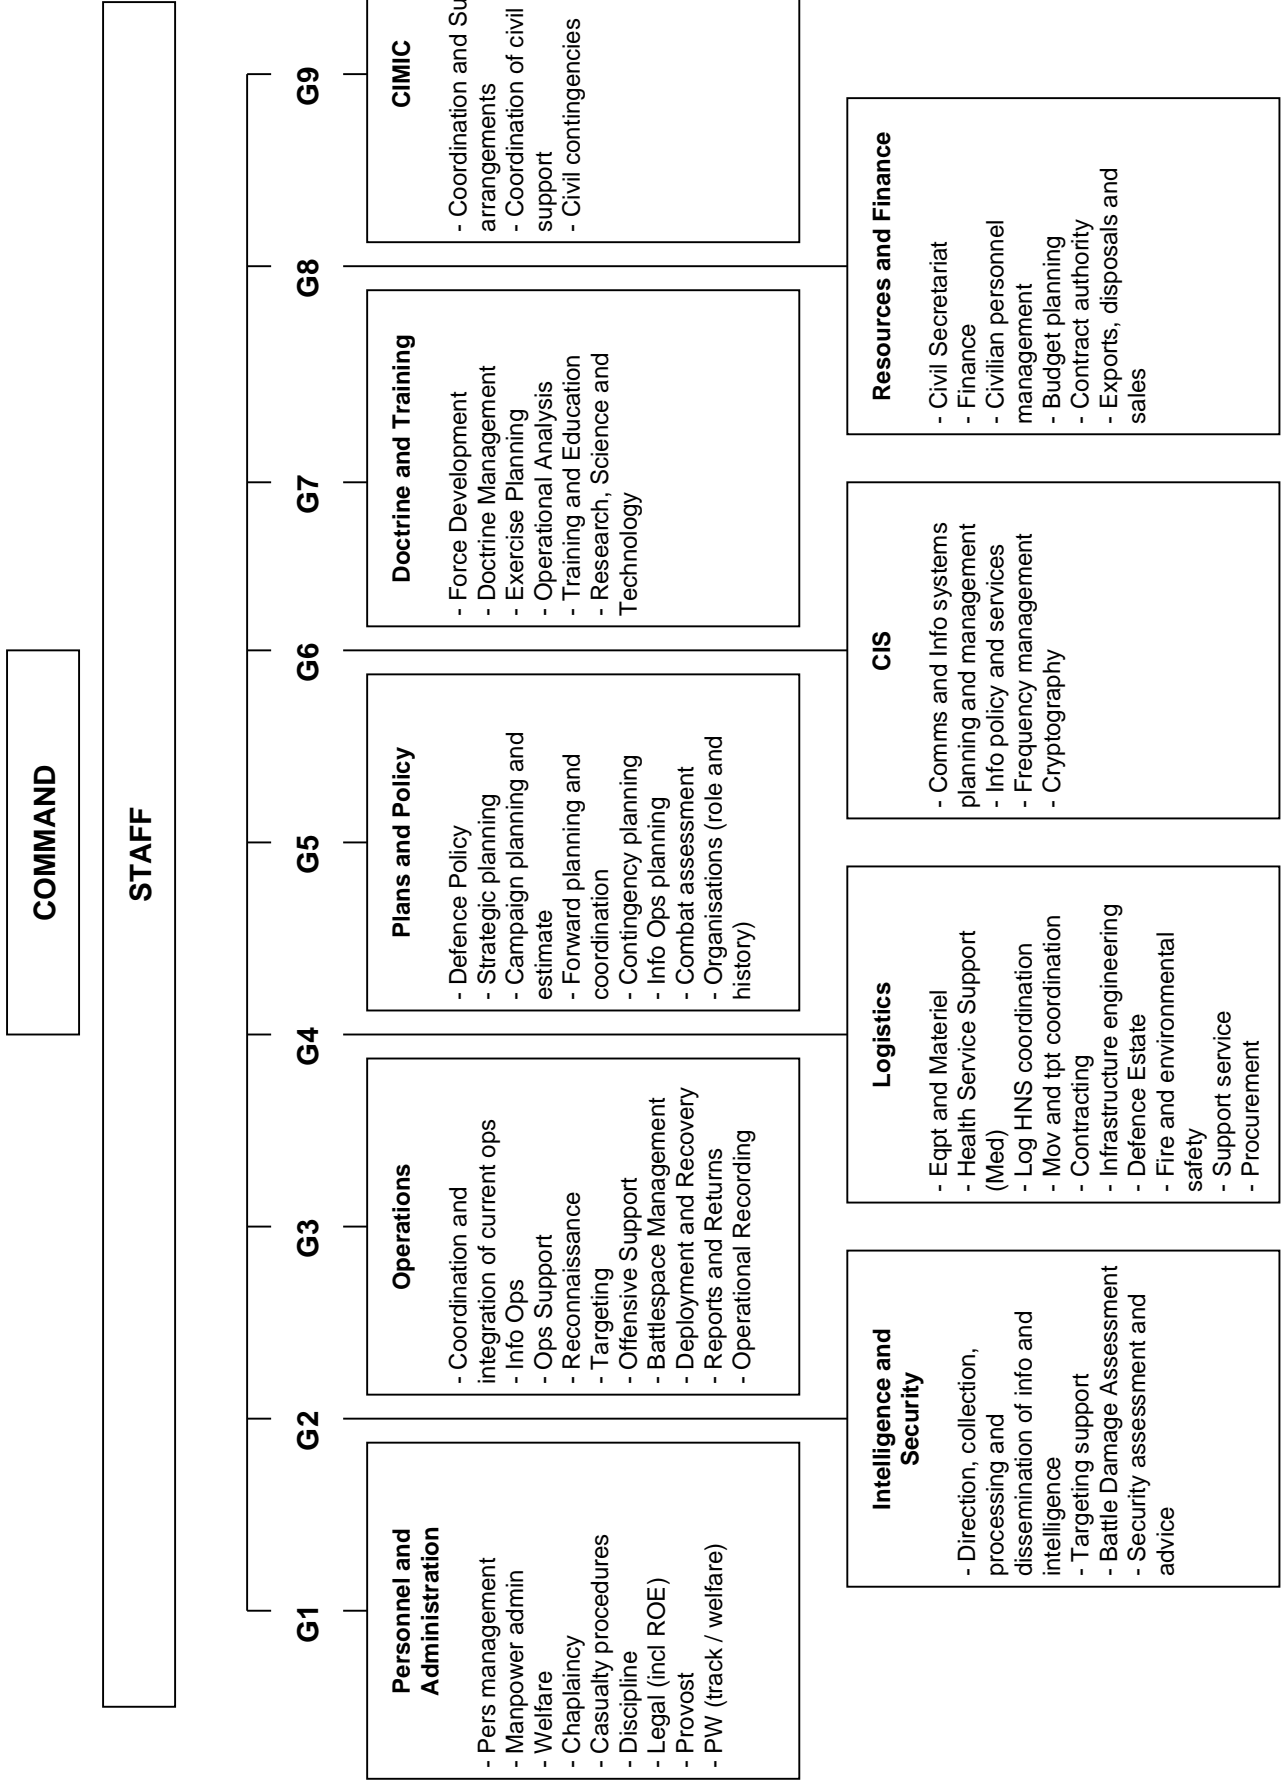 COMMAND
STAFF
G1
G2
G3
G4
G5
G6
G7
G8
G9
Personnel and
Administration
- Pers management
- Manpower admin
- Welfare
- Chaplaincy
- Casualty procedures
- Discipline
- Legal (incl ROE)
- Provost
- PW (track / welfare)
Operations
- Coordination and
integration of current ops
- Info Ops
- Ops Support
- Reconnaissance
- Targeting
- Offensive Support
- Battlespace Management
- Deployment and Recovery
- Reports and Returns
- Operational Recording
Plans and Policy
- Defence Policy
- Strategic planning
- Campaign planning and
estimate
- Forward planning and
coordination
- Contingency planning
- Info Ops planning
- Combat assessment
- Organisations (role and
history)
Doctrine and Training
- Force Development
- Doctrine Management
- Exercise Planning
- Operational Analysis
- Training and Education
- Research, Science and
Technology
CIMIC
- Coordination and Su
arrangements
- Coordination of civil
support
- Civil contingencies
Intelligence and
Security
- Direction, collection,
processing and
dissemination of info and
intelligence
- Targeting support
- Battle Damage Assessment
- Security assessment and
advice
Logistics
- Eqpt and Materiel
- Health Service Support
(Med)
- Log HNS coordination
- Mov and tpt coordination
- Contracting
- Infrastructure engineering
- Defence Estate
- Fire and environmental
safety
- Support service
- Procurement
CIS
- Comms and Info systems
planning and management
- Info policy and services
- Frequency management
- Cryptography
Resources and Finance
- Civil Secretariat
- Finance
- Civilian personnel
management
- Budget planning
- Contract authority
- Exports, disposals and
sales